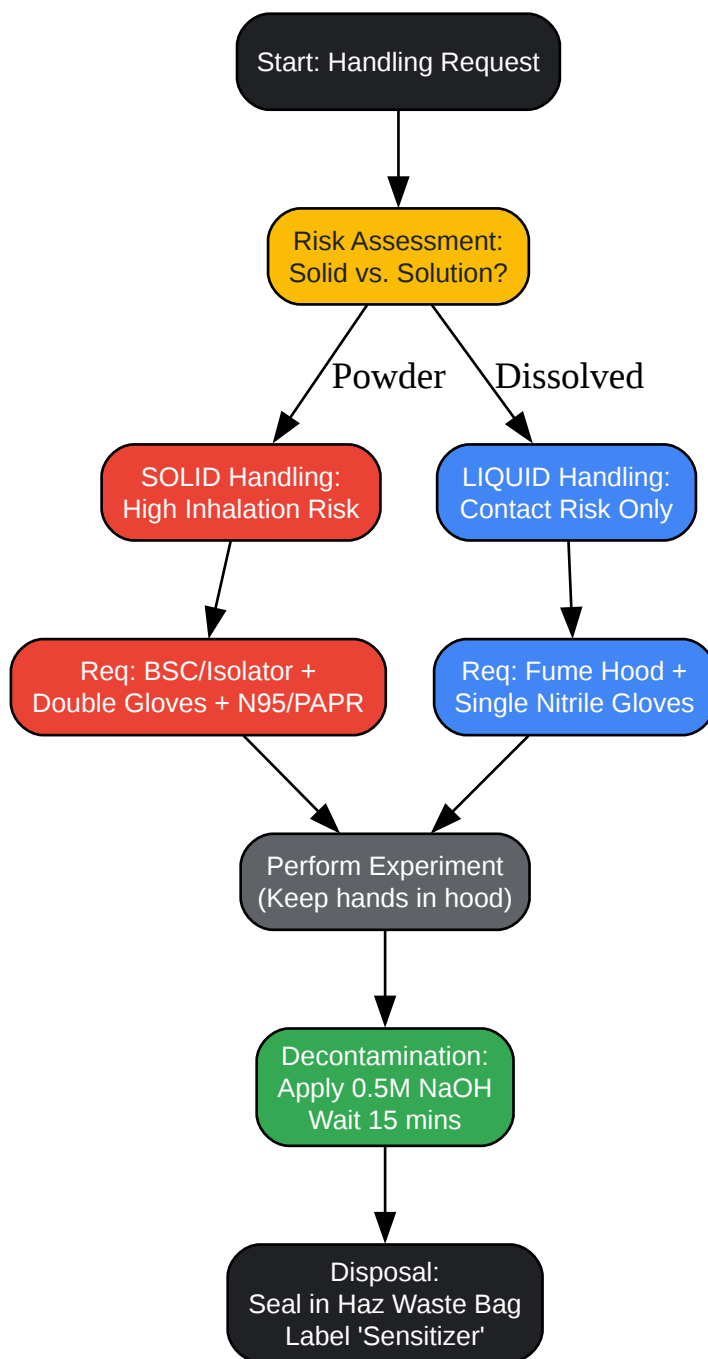 Start: Handling Request
Risk Assessment:
Solid vs. Solution?
Powder
Dissolved
SOLID Handling:
High Inhalation Risk
LIQUID Handling:
Contact Risk Only
Req: BSC/Isolator +
Double Gloves + N95/PAPR
Req: Fume Hood +
Single Nitrile Gloves
Perform Experiment
(Keep hands in hood)
Decontamination:
Apply 0.5M NaOH
Wait 15 mins
Disposal:
Seal in Haz Waste Bag
Label 'Sensitizer'